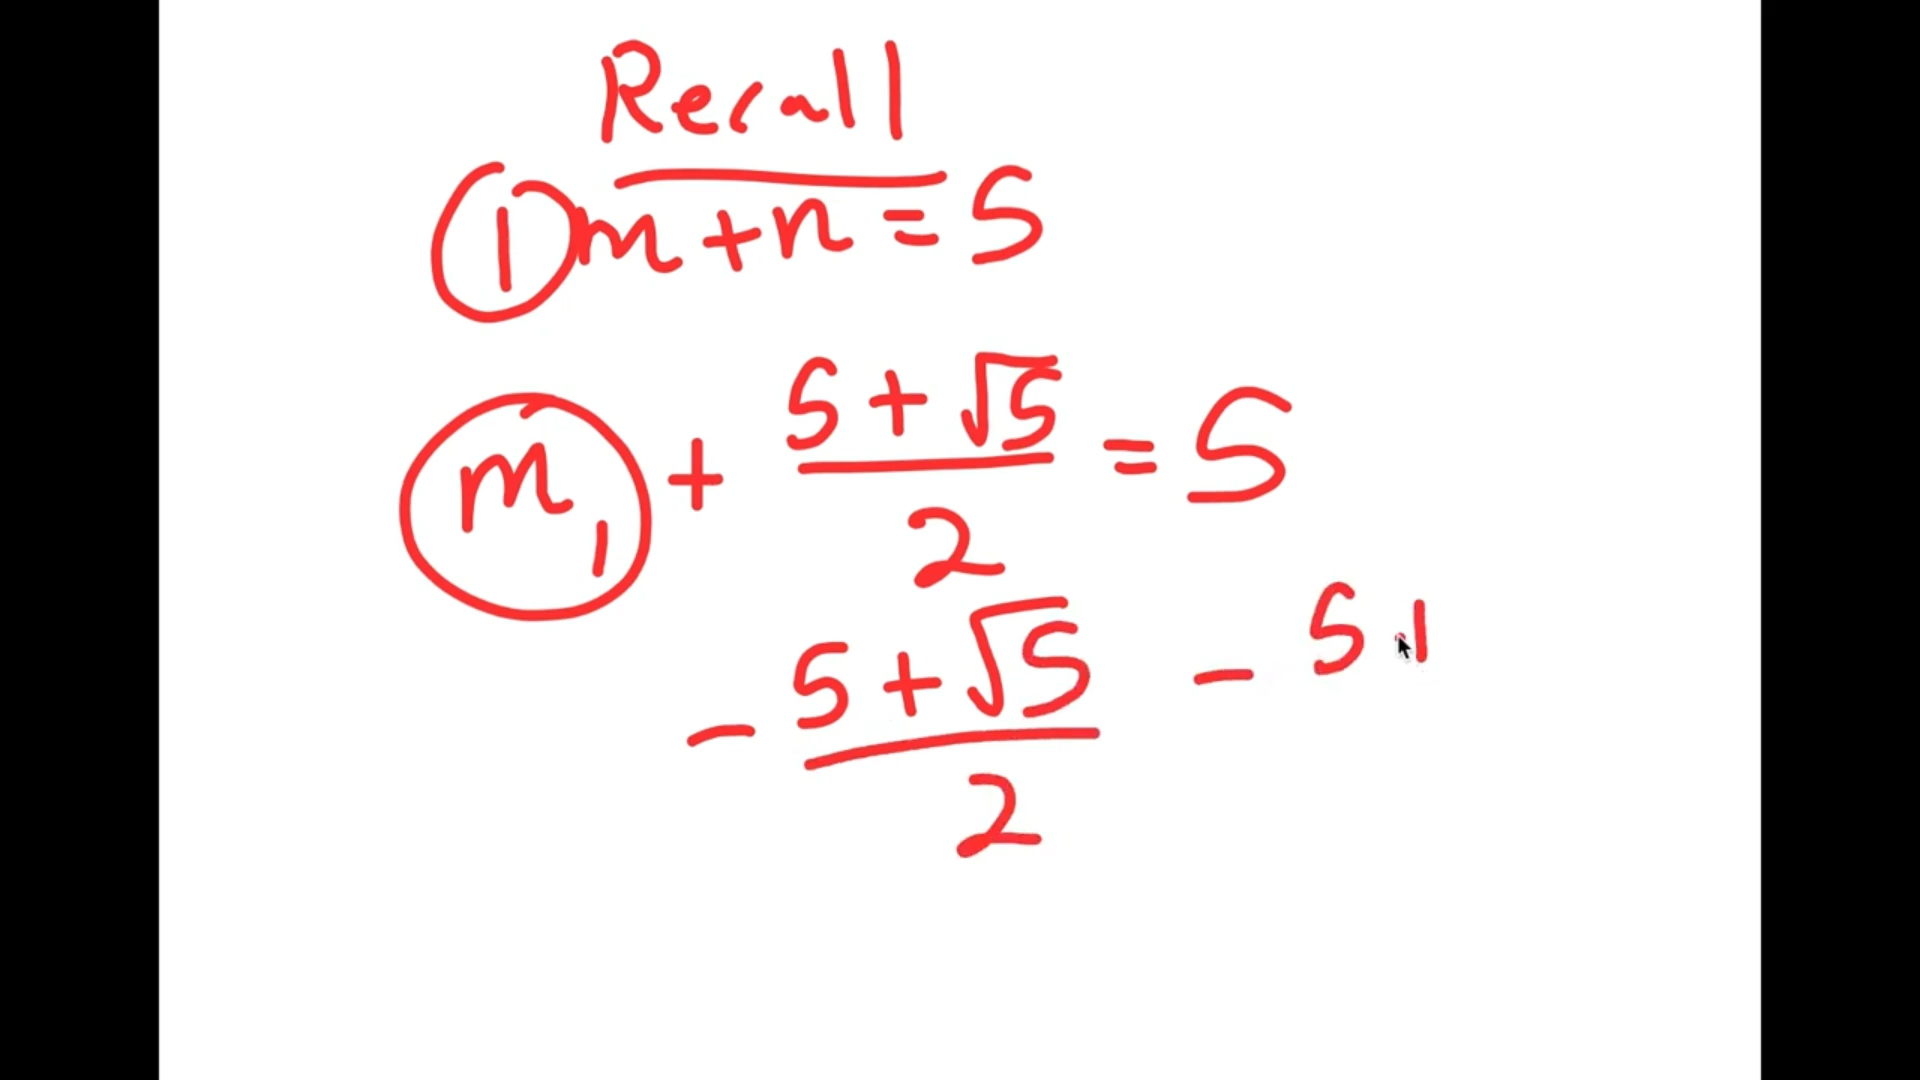 Recall
① m + n = 5
m₁ + (5 + √5)/2 = 5
- (5 + √5)/2 - 5